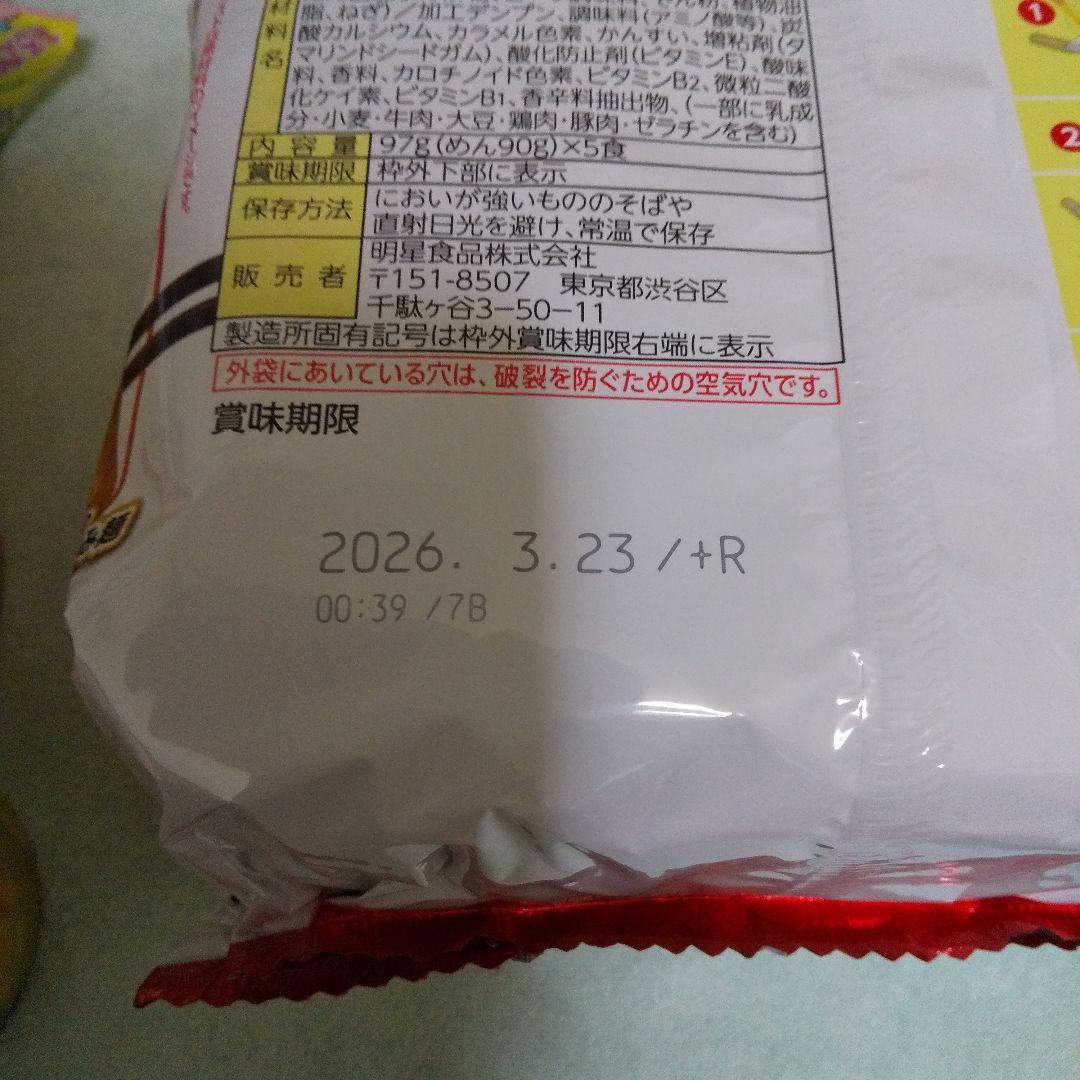 材料名
脂、ねぎ)／加工デンプン、調味料(アミノ酸等)、炭
酸カルシウム、カラメル色素、かんすい、増粘剤(タ
マリンドシードガム)、酸化防止剤(ビタミンE)、酸味
料、香料、カロチノイド色素、ビタミンB2、微粒二酸
化ケイ素、ビタミンB1、香辛料抽出物、(一部に乳成
分・小麦・牛肉・大豆・鶏肉・豚肉・ゼラチンを含む)
内容量 97g(めん90g)×5食
賞味期限 枠外下部に表示
保存方法 においが強いもののそばや
直射日光を避け、常温で保存
販売者 明星食品株式会社
〒151-8507 東京都渋谷区
千駄ヶ谷3-50-11
製造所固有記号は枠外賞味期限右端に表示
外袋にあいている穴は、破裂を防ぐための空気穴です。
賞味期限
2026. 3.23 /+R
00:39 /7B
1
2